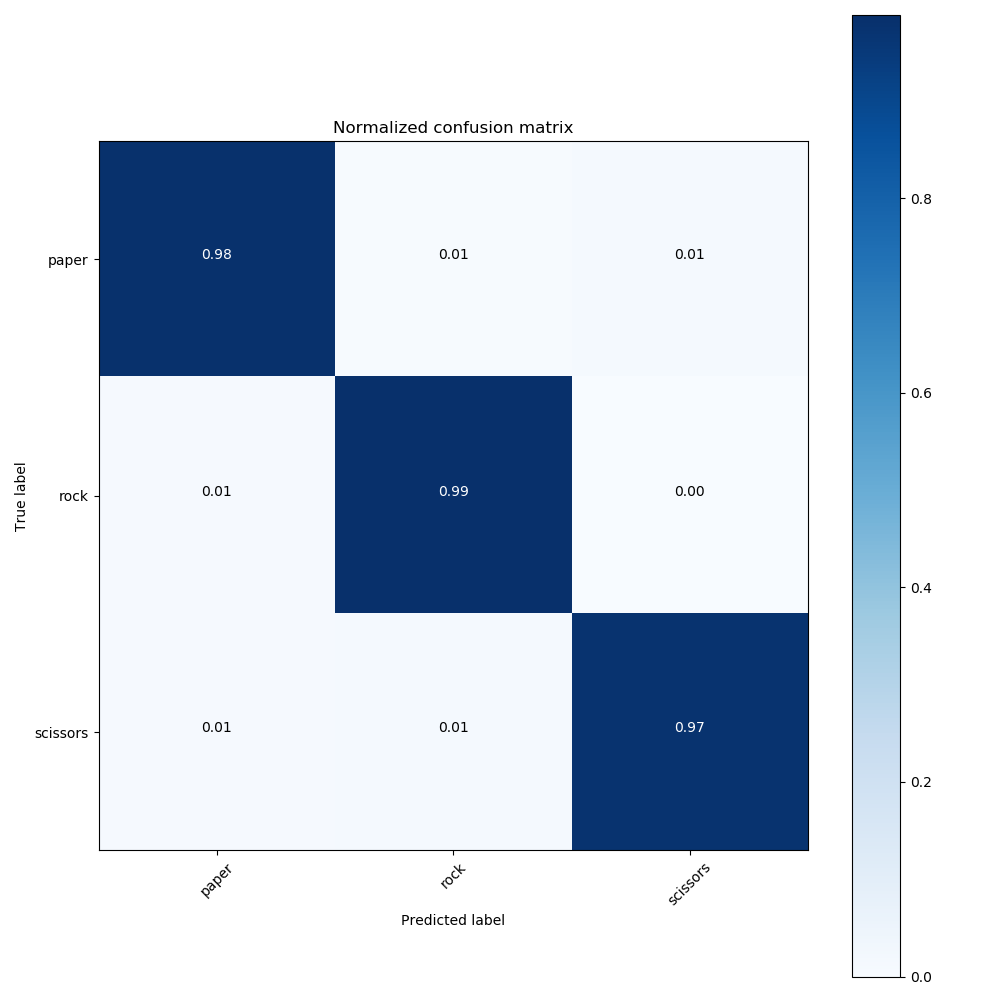 Normalized confusion matrix
True label
paper 0.98 0.01 0.01
rock 0.01 0.99 0.00
scissors 0.01 0.01 0.97
paper rock scissors
Predicted label
0.8
0.6
0.4
0.2
0.0